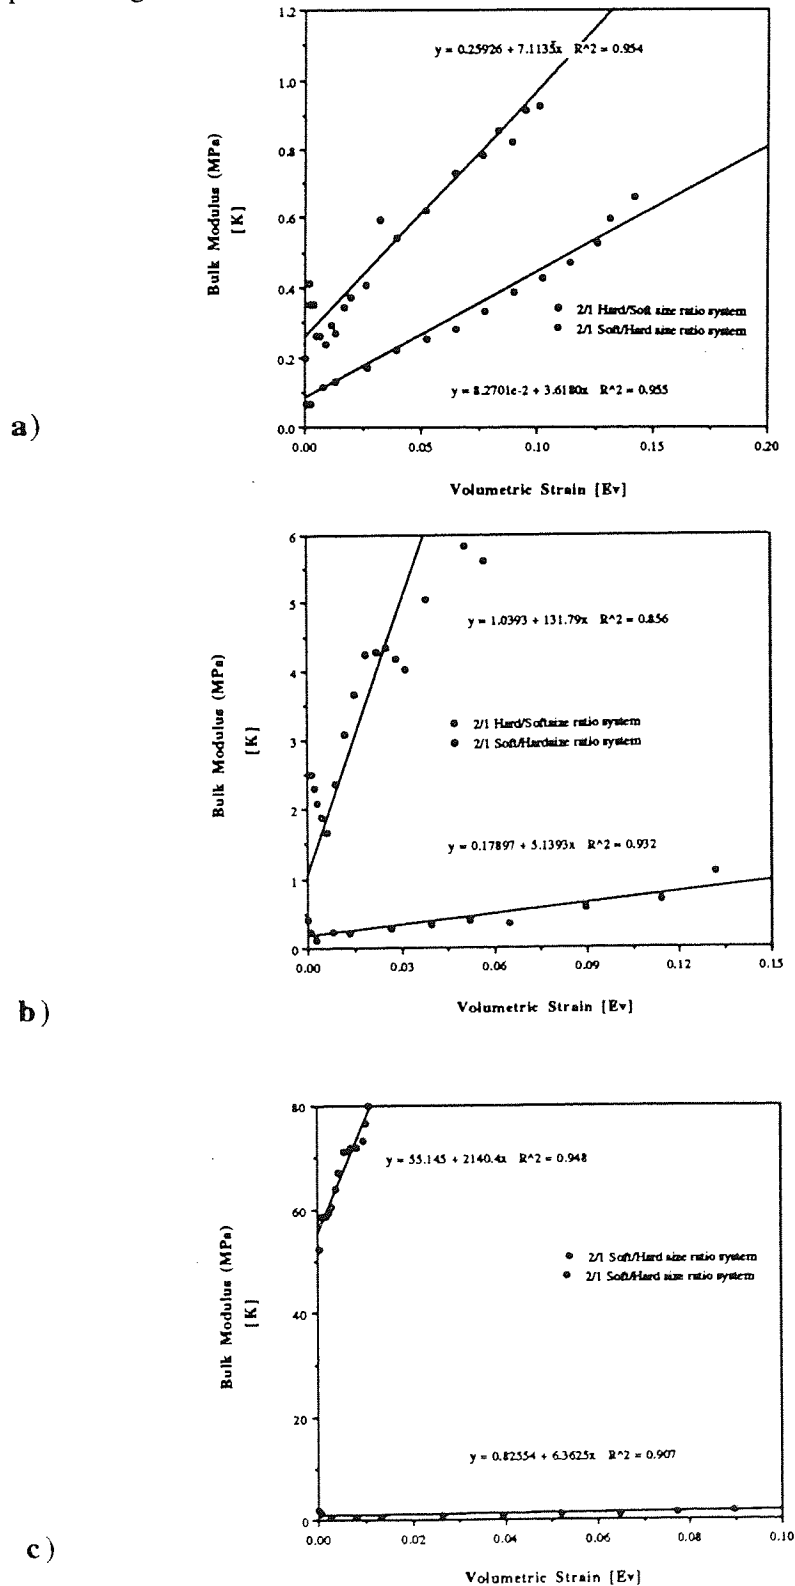 1.2
y = 0.25926 + 7.1135x R^2 = 0.954
1.0
0.8
Bulk Modulus (MPa)
[K]
0.6
0.4
2/1 Hard/Soft size ratio system
2/1 Soft/Hard size ratio system
0.2
y = 8.2701e-2 + 3.6180x R^2 = 0.955
a)
0.0
0.00 0.05 0.10 0.15 0.20
Volumetric Strain [Ev]
6
y = 1.0393 + 131.79x R^2 = 0.856
5
4
Bulk Modulus (MPa)
[K]
2/1 Hard/Softsize ratio system
2/1 Soft/Hardsize ratio system
3
2
y = 0.17897 + 5.1393x R^2 = 0.932
1
0
0.00 0.03 0.06 0.09 0.12 0.15
b)
Volumetric Strain [Ev]
80
y = 55.145 + 2140.4x R^2 = 0.948
60
Bulk Modulus (MPa)
[K]
2/1 Soft/Hard size ratio system
2/1 Soft/Hard size ratio system
40
20
y = 0.82554 + 6.3625x R^2 = 0.907
0
0.00 0.02 0.04 0.06 0.08 0.10
c)
Volumetric Strain [Ev]